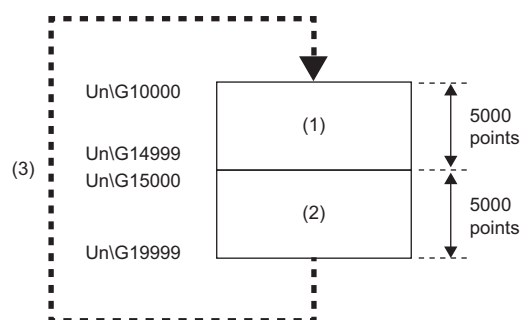 Un\G10000
(1)
5000
points
Un\G14999
(3)
Un\G15000
(2)
5000
points
Un\G19999